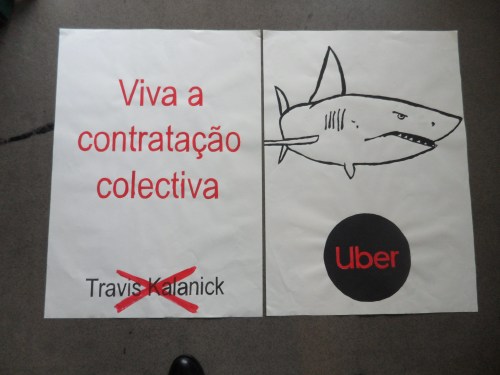 Viva a
contratação
colectiva
Travis Kalanick
Uber